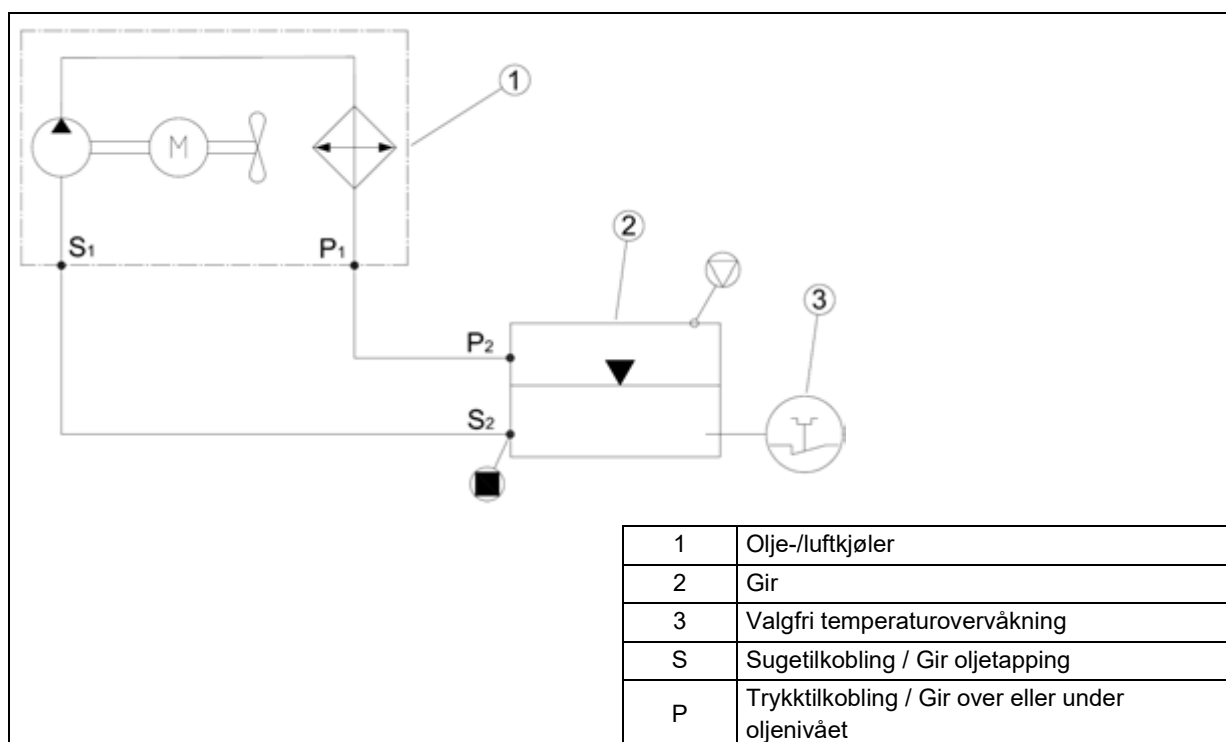 1
M
S1
P1
2
3
P2
S2
1 Olje-/luftkjøler
2 Gir
3 Valgfri temperaturovervåkning
S Sugetilkobling / Gir oljetapping
P Trykktilkobling / Gir over eller under
oljenivået